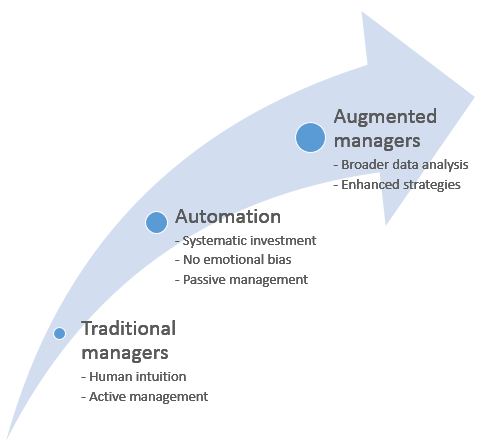 Augmented
managers
- Broader data analysis
- Enhanced strategies
Automation
- Systematic investment
- No emotional bias
- Passive management
Traditional
managers
- Human intuition
- Active management